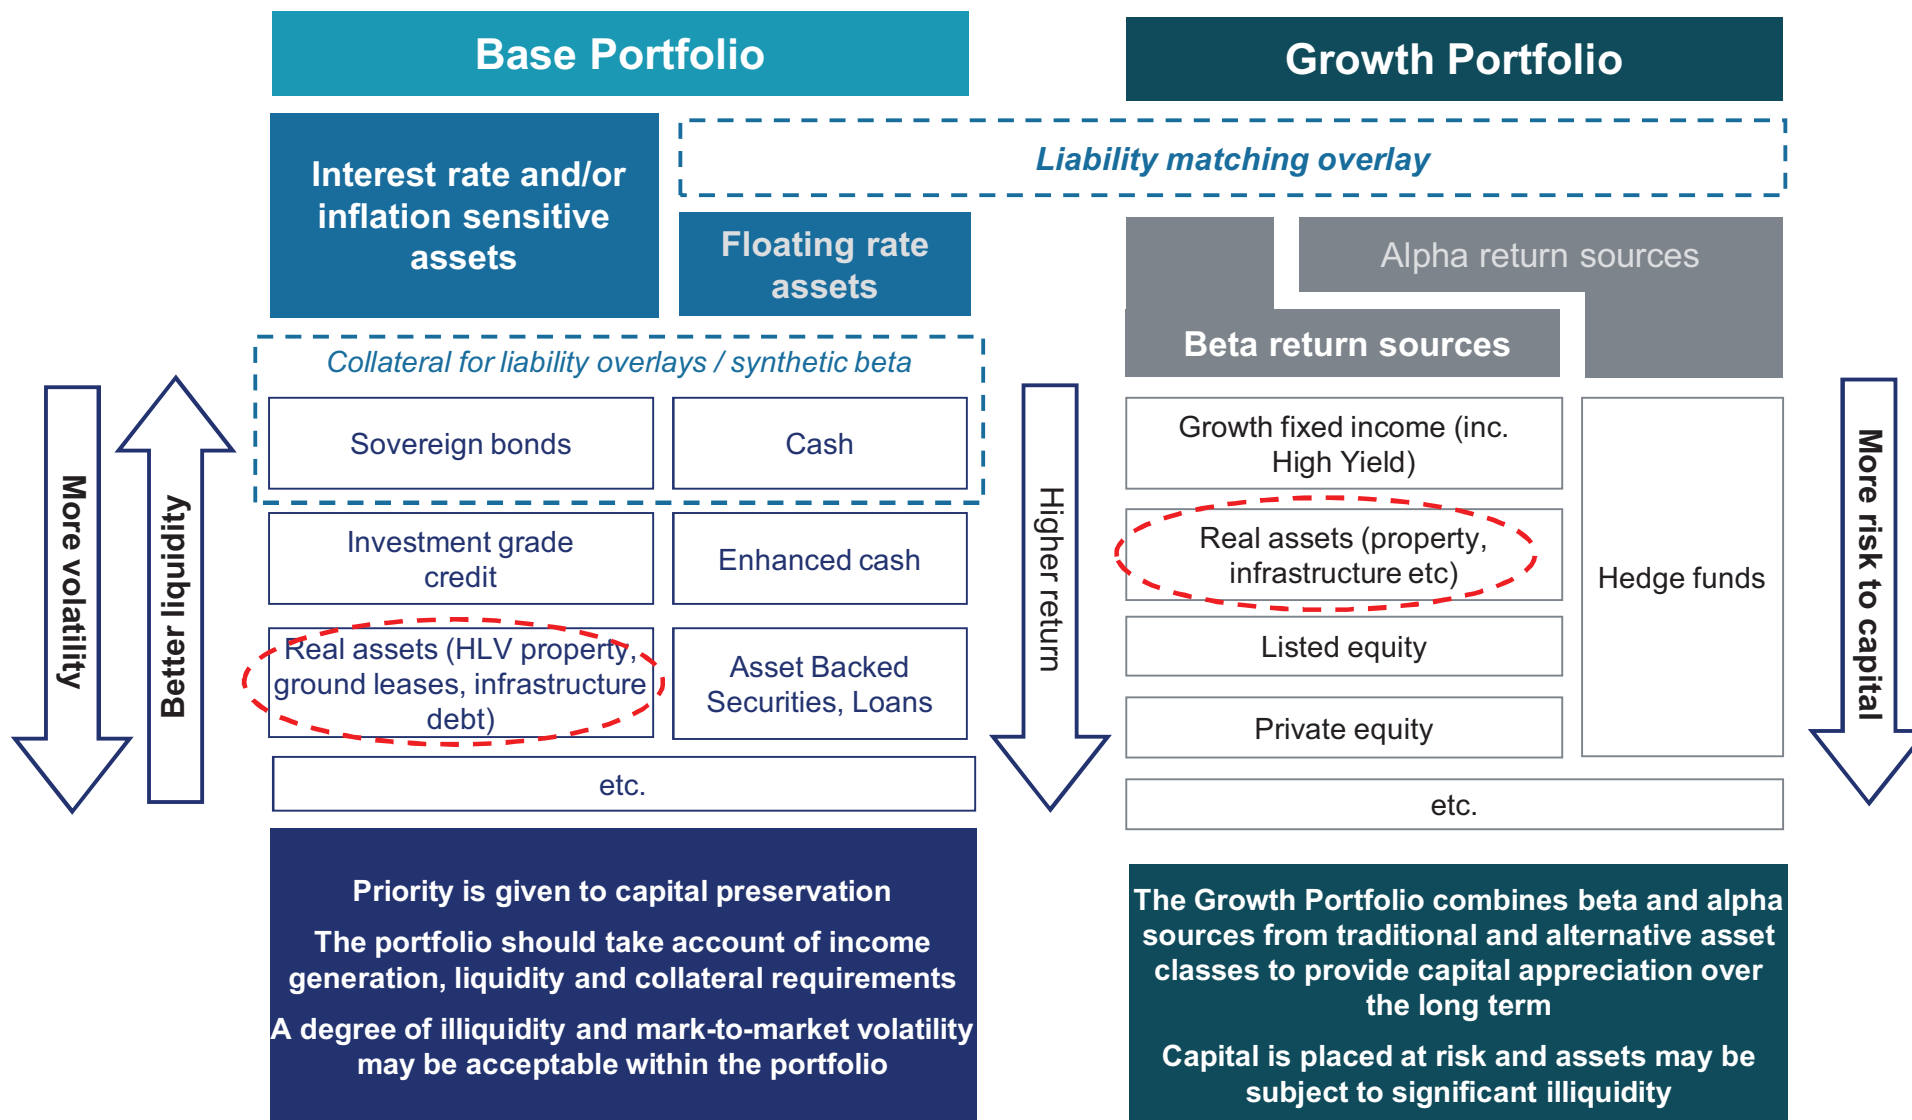 Base Portfolio
Growth Portfolio
Interest rate and/or
inflation sensitive
assets
Liability matching overlay
Floating rate
assets
Alpha return sources
Beta return sources
Collateral for liability overlays / synthetic beta
More volatility
Better liquidity
Sovereign bonds
Cash
Investment grade
credit
Enhanced cash
Real assets (HLV property,
ground leases, infrastructure
debt)
Asset Backed
Securities, Loans
etc.
Higher return
Growth fixed income (inc.
High Yield)
Real assets (property,
infrastructure etc)
Listed equity
Private equity
Hedge funds
etc.
More risk to capital
Priority is given to capital preservation
The portfolio should take account of income
generation, liquidity and collateral requirements
A degree of illiquidity and mark-to-market volatility
may be acceptable within the portfolio
The Growth Portfolio combines beta and alpha
sources from traditional and alternative asset
classes to provide capital appreciation over
the long term
Capital is placed at risk and assets may be
subject to significant illiquidity